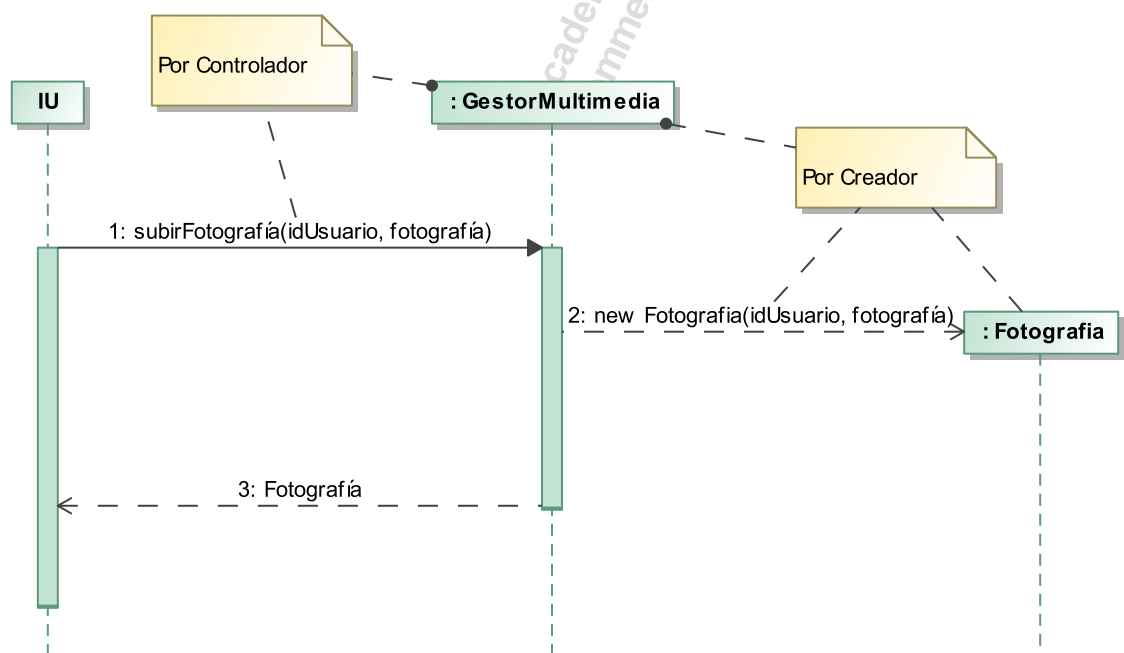 Por Controlador
IU
: GestorMultimedia
Por Creador
1: subirFotografía(idUsuario, fotografía)
2: new Fotografia(idUsuario, fotografía)
: Fotografia
3: Fotografía